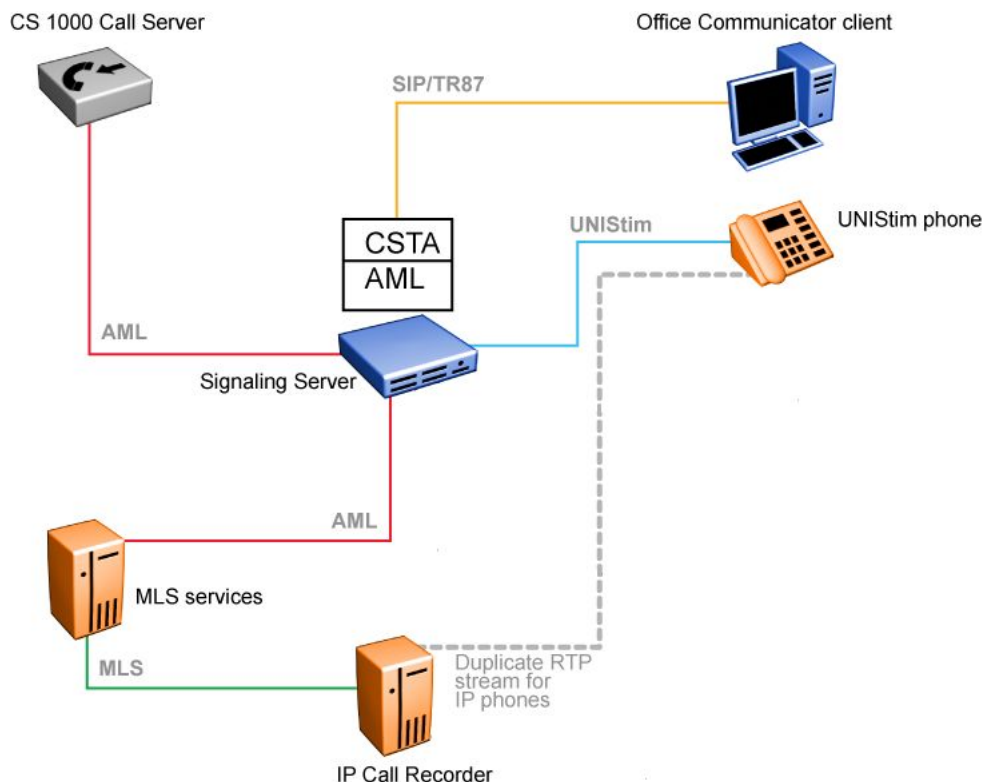 CS 1000 Call Server
Office Communicator client
SIP/TR87
CSTA
AML
UNIStim
UNIStim phone
AML
Signaling Server
AML
MLS services
MLS
Duplicate RTP
stream for
IP phones
IP Call Recorder